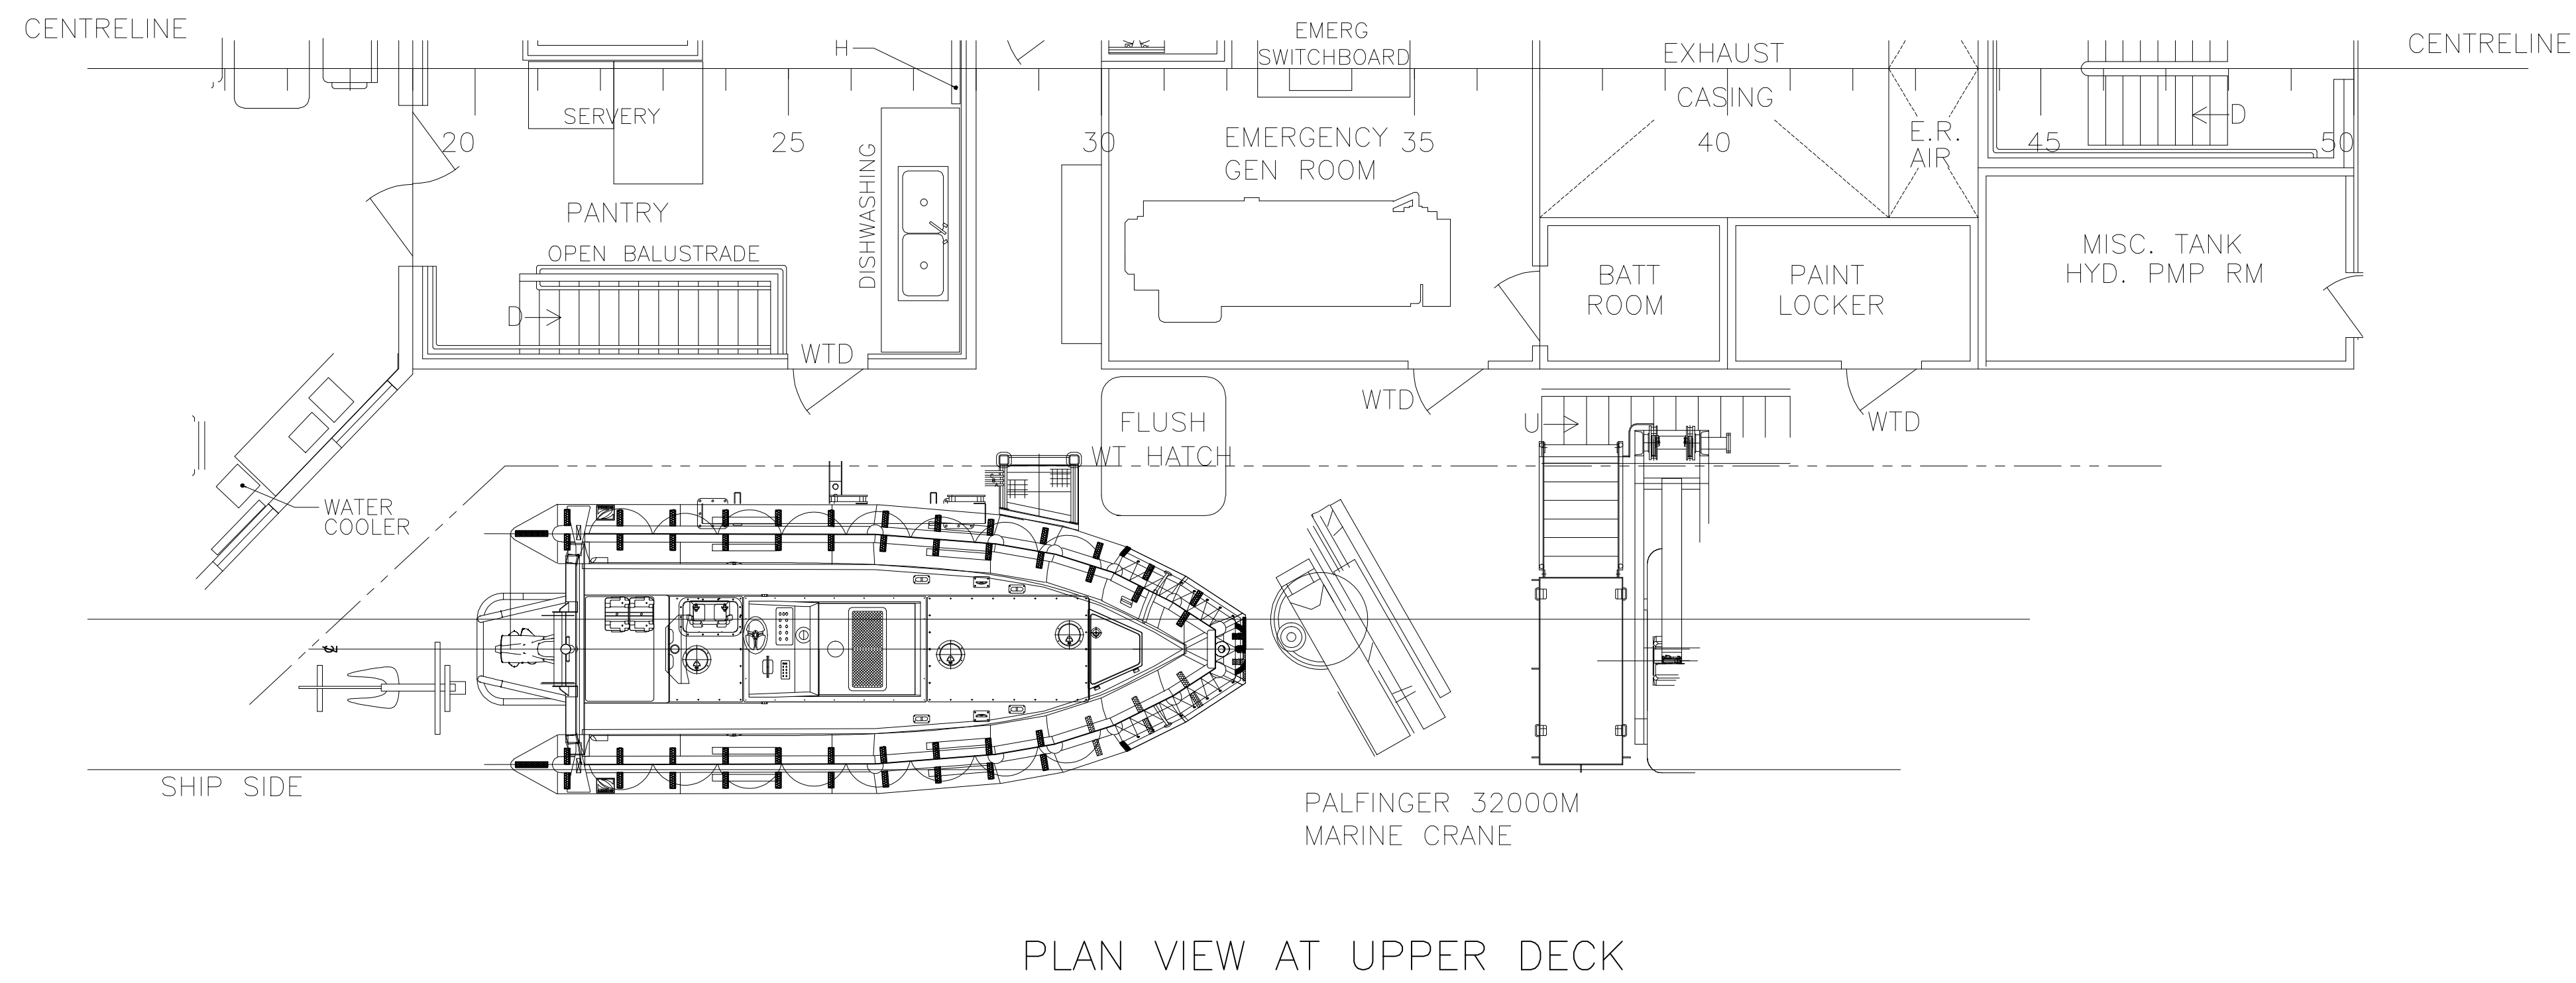 CENTRELINE
H
EMERG
SWITCHBOARD
EXHAUST
CASING
CENTRELINE
SERVERY
D
20
25
30
EMERGENCY
GEN ROOM
35
40
E.R.
AIR
45
50
DISHWASHING
PANTRY
OPEN BALUSTRADE
D
BATT
ROOM
PAINT
LOCKER
MISC. TANK
HYD. PMP RM
WTD
WTD
WTD
U
FLUSH
WT HATCH
WATER
COOLER
3
SHIP SIDE
PALFINGER 32000M
MARINE CRANE
PLAN VIEW AT UPPER DECK